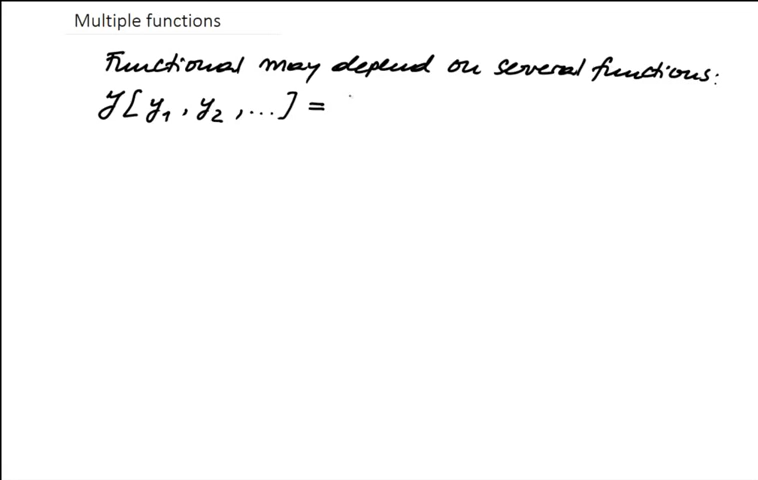 Multiple functions
Functional may depend on several functions:
J[y₁, y₂, ...] =